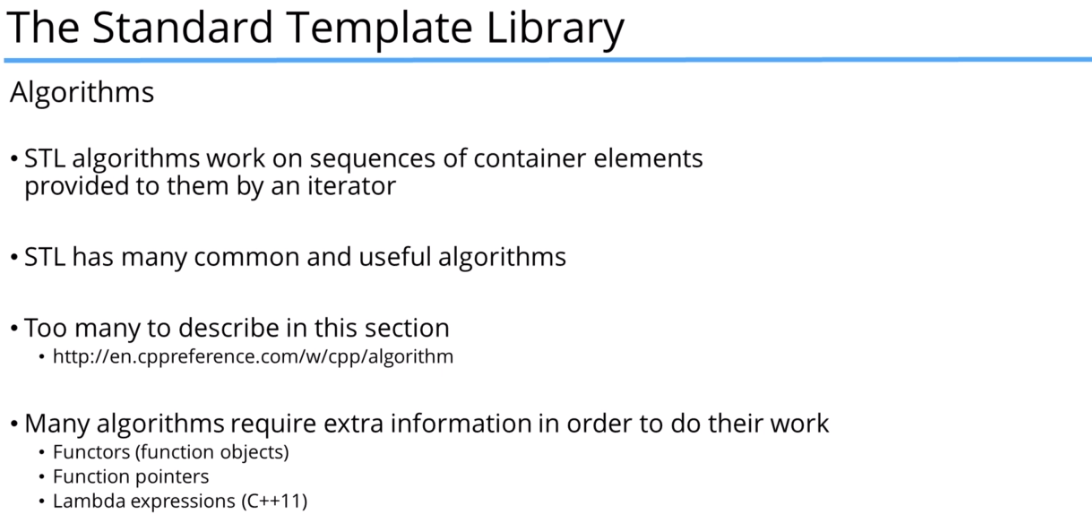 The Standard Template Library
Algorithms
• STL algorithms work on sequences of container elements
provided to them by an iterator
• STL has many common and useful algorithms
• Too many to describe in this section
• http://en.cppreference.com/w/cpp/algorithm
• Many algorithms require extra information in order to do their work
• Functors (function objects)
• Function pointers
• Lambda expressions (C++11)